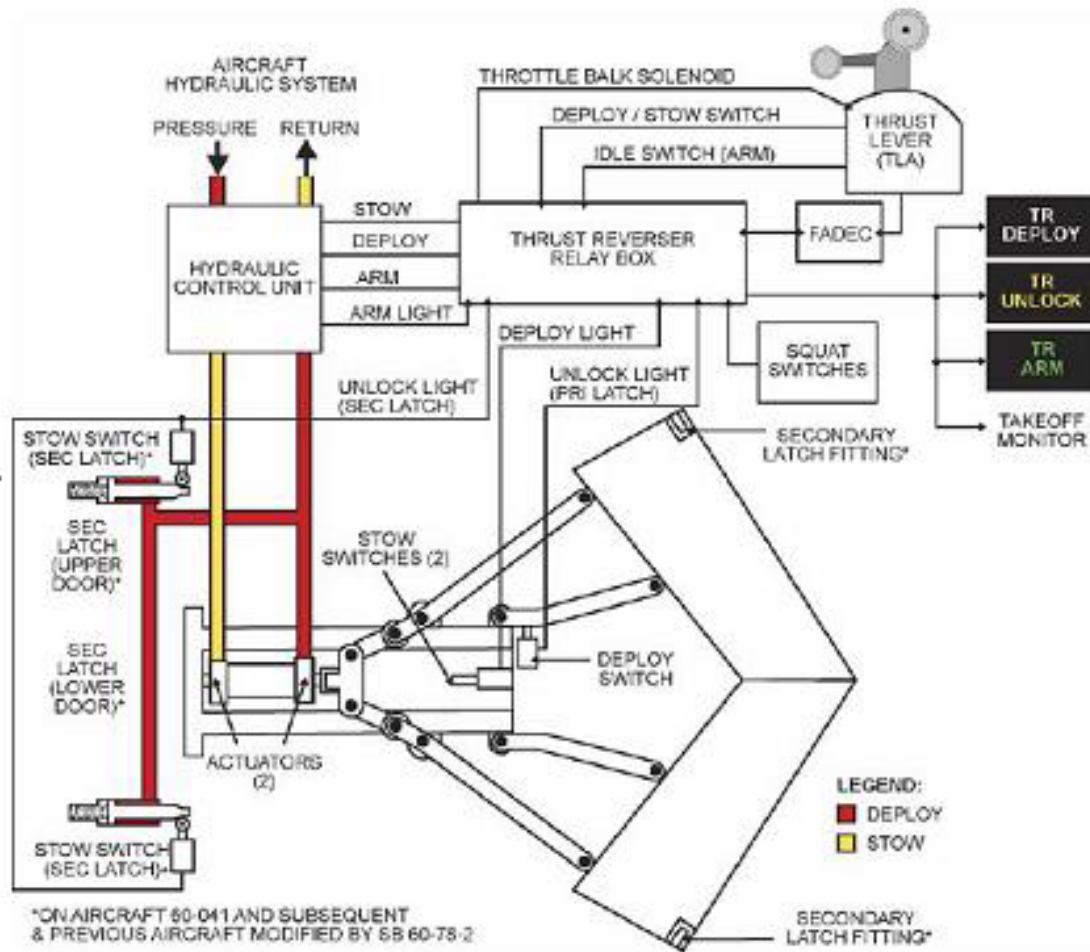 AIRCRAFT
HYDRAULIC SYSTEM
PRESSURE
RETURN
THROTTLE BALK SOLENOID
DEPLOY / STOW SWITCH
IDLE SWITCH (ARM)
THRUST
LEVER
(TLA)
STOW
DEPLOY
ARM
ARM LIGHT
HYDRAULIC
CONTROL UNIT
THRUST REVERSER
RELAY BOX
FADEC
TR
DEPLOY
TR
UNLOCK
TR
ARM
TAKEOFF
MONITOR
DEPLOY LIGHT
SQUAT
SWITCHES
UNLOCK LIGHT
(SEC LATCH)
UNLOCK LIGHT
(PRI LATCH)
STOW SWITCH
(SEC LATCH)*
SECONDARY
LATCH FITTING*
SEC
LATCH
(UPPER
DOOR)*
STOW
SWITCHES (2)
SEC
LATCH
(LOWER
DOOR)*
DEPLOY
SWITCH
ACTUATORS
(2)
LEGEND:
DEPLOY
STOW
STOW SWITCH
(SEC LATCH)*
*ON AIRCRAFT 60-041 AND SUBSEQUENT
& PREVIOUS AIRCRAFT MODIFIED BY SB 60-78-2
SECONDARY
LATCH FITTING*